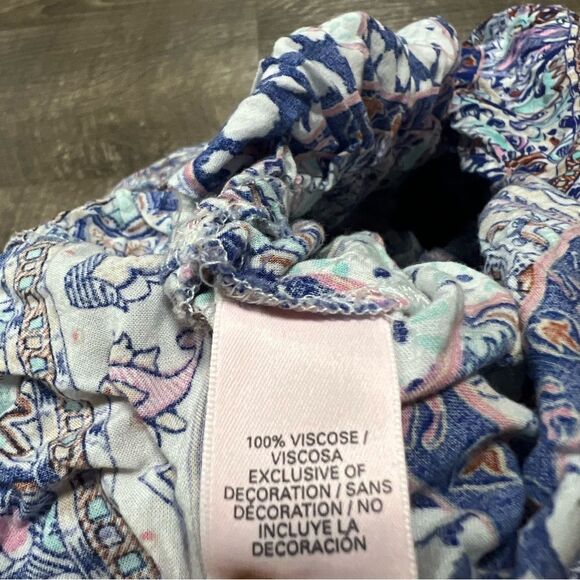 100% VISCOSE /
VISCOSA
EXCLUSIVE OF
DECORATION / SANS
DÉCORATION / NO
INCLUYE LA
DECORACIÓN